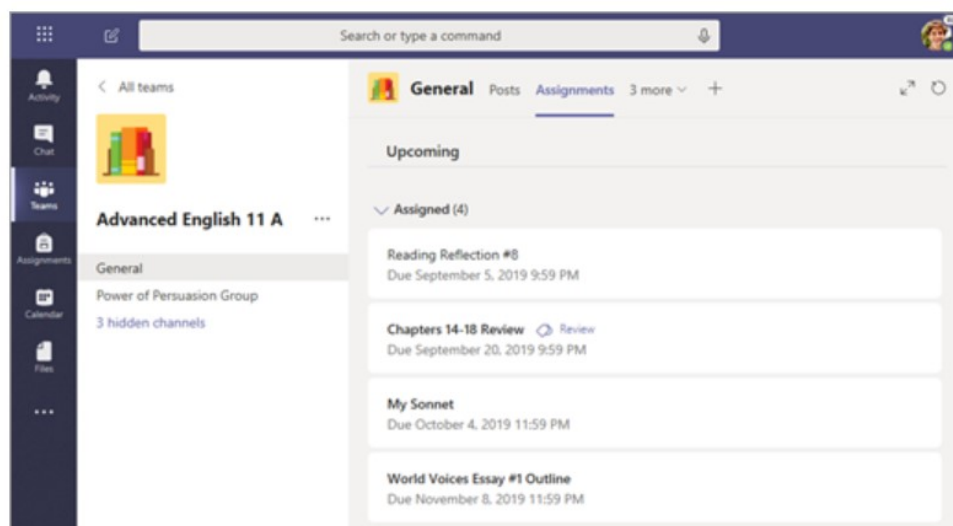 Search or type a command
Activity
Chat
Teams
Assignments
Calendar
Files
All teams
Advanced English 11 A
General
Power of Persuasion Group
3 hidden channels
General Posts Assignments 3 more
Upcoming
Assigned (4)
Reading Reflection #8
Due September 5, 2019 9:59 PM
Chapters 14-18 Review Review
Due September 20, 2019 9:59 PM
My Sonnet
Due October 4, 2019 11:59 PM
World Voices Essay #1 Outline
Due November 8, 2019 11:59 PM